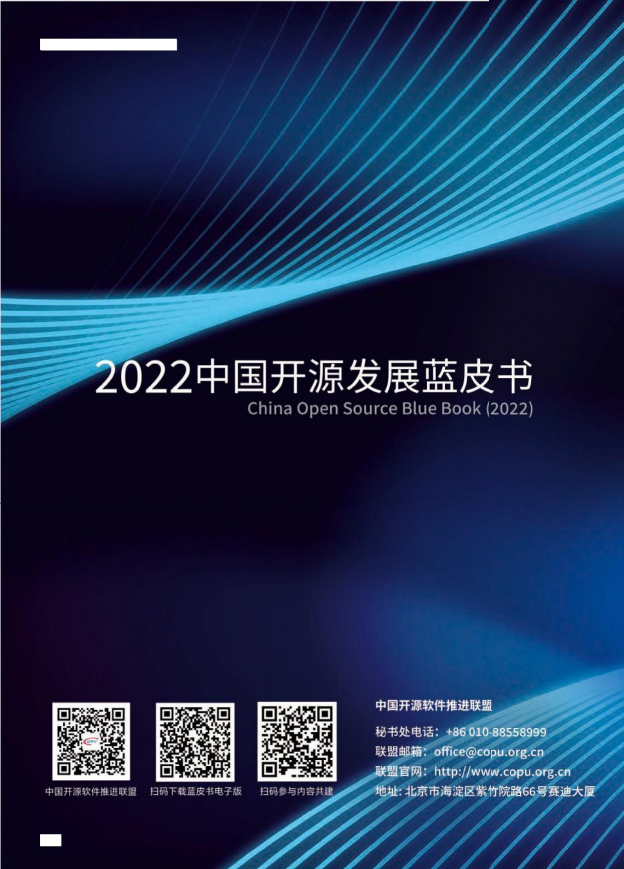 2022中国开源发展蓝皮书
China Open Source Blue Book (2022)
中国开源软件推进联盟
秘书处电话：+86 010-88558999
联盟邮箱：office@copu.org.cn
联盟官网：http://www.copu.org.cn
地址: 北京市海淀区紫竹院路66号赛迪大厦
中国开源软件推进联盟
扫码下载蓝皮书电子版
扫码参与内容共建